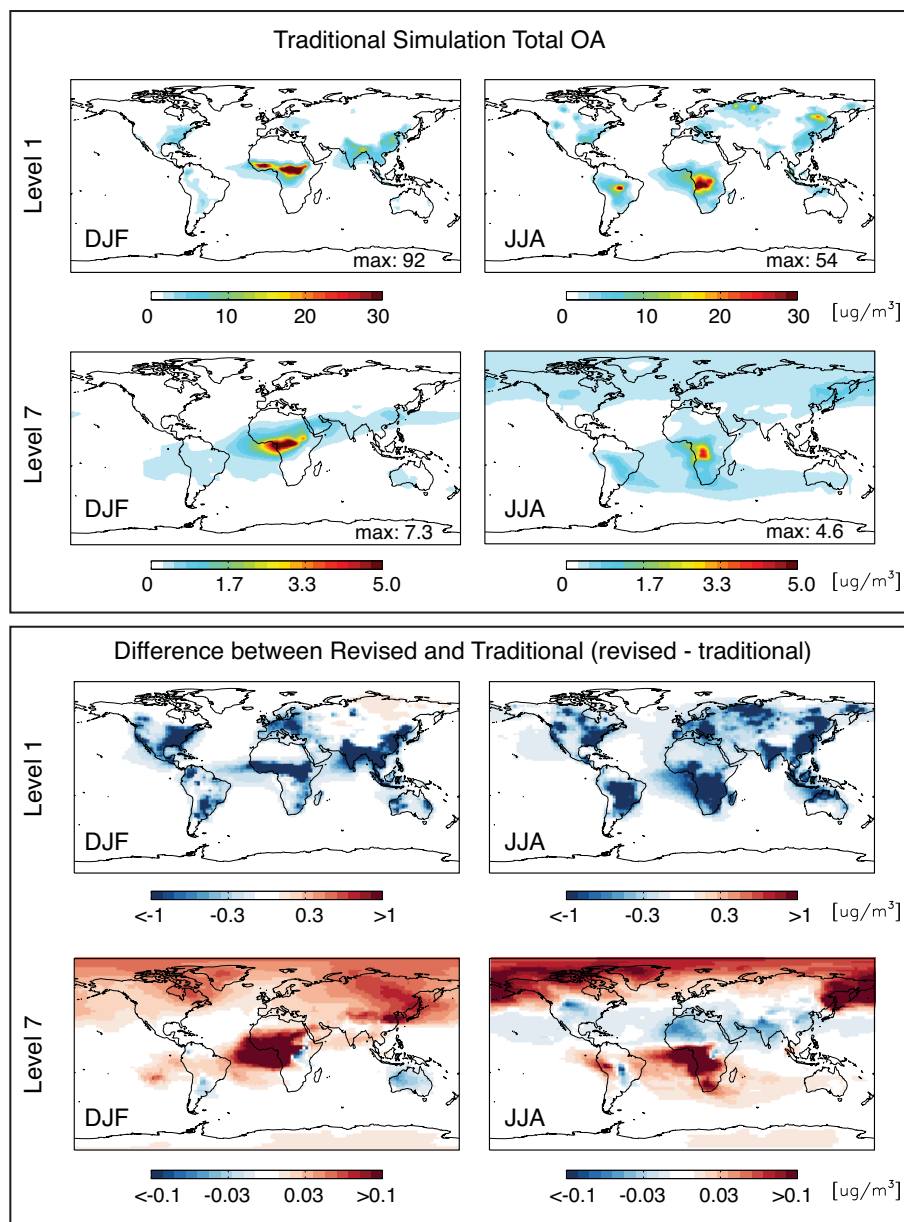 Traditional Simulation Total OA
Level 1
DJF
max: 92
JJA
max: 54
0 10 20 30
0 10 20 30 [ug/m³]
Level 7
DJF
max: 7.3
JJA
max: 4.6
0 1.7 3.3 5.0
0 1.7 3.3 5.0 [ug/m³]
Difference between Revised and Traditional (revised - traditional)
Level 1
DJF
JJA
<-1 -0.3 0.3 >1
<-1 -0.3 0.3 >1 [ug/m³]
Level 7
DJF
JJA
<-0.1 -0.03 0.03 >0.1
<-0.1 -0.03 0.03 >0.1 [ug/m³]